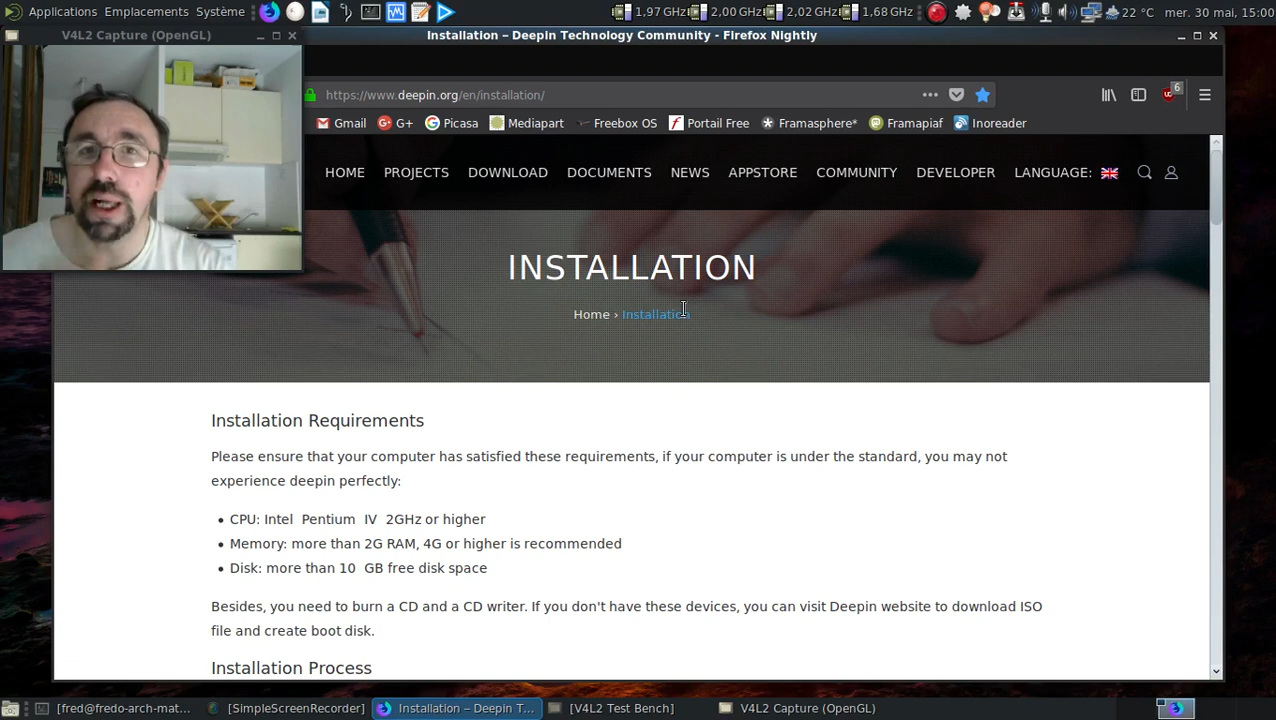 Applications Emplacements Système 1,97 GHz 2,00 GHz 2,02 GHz 1,68 GHz 22 °C mer. 30 mai, 15:00
V4L2 Capture (OpenGL)
Installation – Deepin Technology Community - Firefox Nightly
https://www.deepin.org/en/installation/
6
Gmail G+ Picasa Mediapart Freebox OS Portail Free Framasphere* Framapiaf Inoreader
HOME PROJECTS DOWNLOAD DOCUMENTS NEWS APPSTORE COMMUNITY DEVELOPER LANGUAGE:
INSTALLATION
Home › Installation
Installation Requirements
Please ensure that your computer has satisfied these requirements, if your computer is under the standard, you may not
experience deepin perfectly:
• CPU: Intel Pentium IV 2GHz or higher
• Memory: more than 2G RAM, 4G or higher is recommended
• Disk: more than 10 GB free disk space
Besides, you need to burn a CD and a CD writer. If you don't have these devices, you can visit Deepin website to download ISO
file and create boot disk.
Installation Process
[fred@fredo-arch-mat... [SimpleScreenRecorder] Installation – Deepin T... [V4L2 Test Bench] V4L2 Capture (OpenGL)